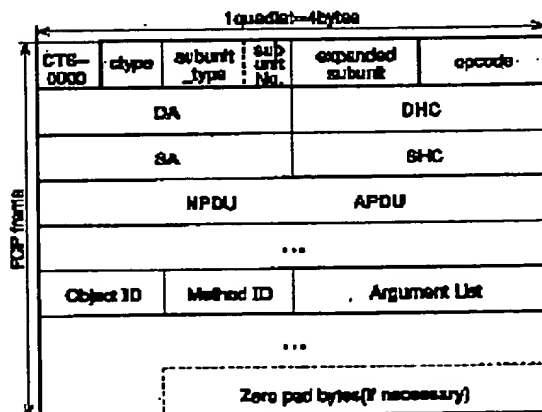 1quadlet=4bytes
CTS=0000 ctype subunit_type sub unit No. expanded subunit opcode
DA DHC
SA SHC
NPDU APDU
...
Object ID Method ID Argument List
...
Zero pad bytes(if necessary)
FCP frame